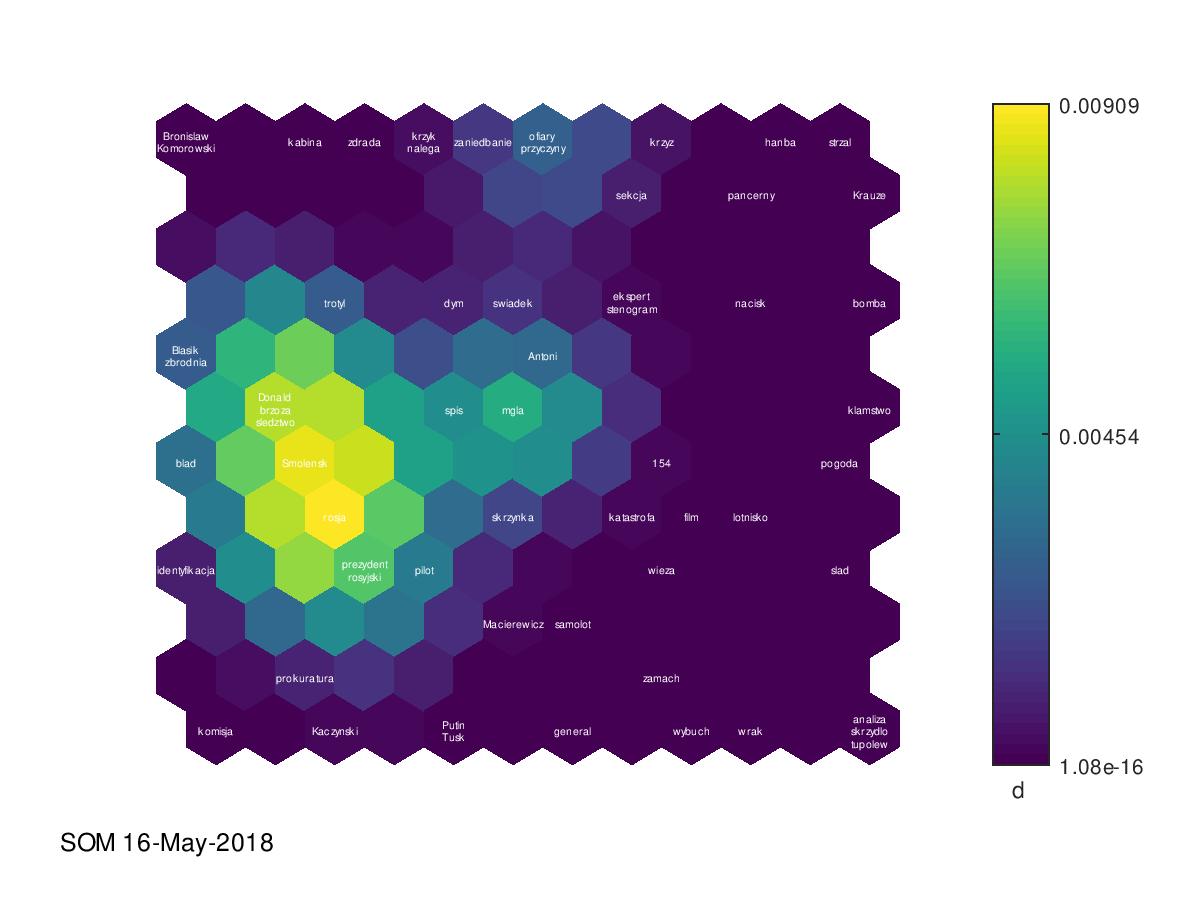 0.00909
Bronislaw
Komorowski
kabina
zdrada
krzyk
nalega
zaniedbanie
ofiary
przyczyny
krzyz
hanba
strzal
sekcja
pancerny
Krauze
trotyl
dym
swiadek
ekspert
stenogram
nacisk
bomba
Blasik
zbrodnia
Antoni
Donald
brzoza
sledztwo
spis
mgla
klamstwo
0.00454
blad
Smolensk
154
pogoda
rosja
skrzynka
katastrofa
film
lotnisko
identyfikacja
prezydent
rosyjski
pilot
wieza
slad
Macierewicz
samolot
prokuratura
zamach
komisja
Kaczynski
Putin
Tusk
general
wybuch
wrak
analiza
skrzydlo
tupolew
1.08e-16
d
SOM 16-May-2018